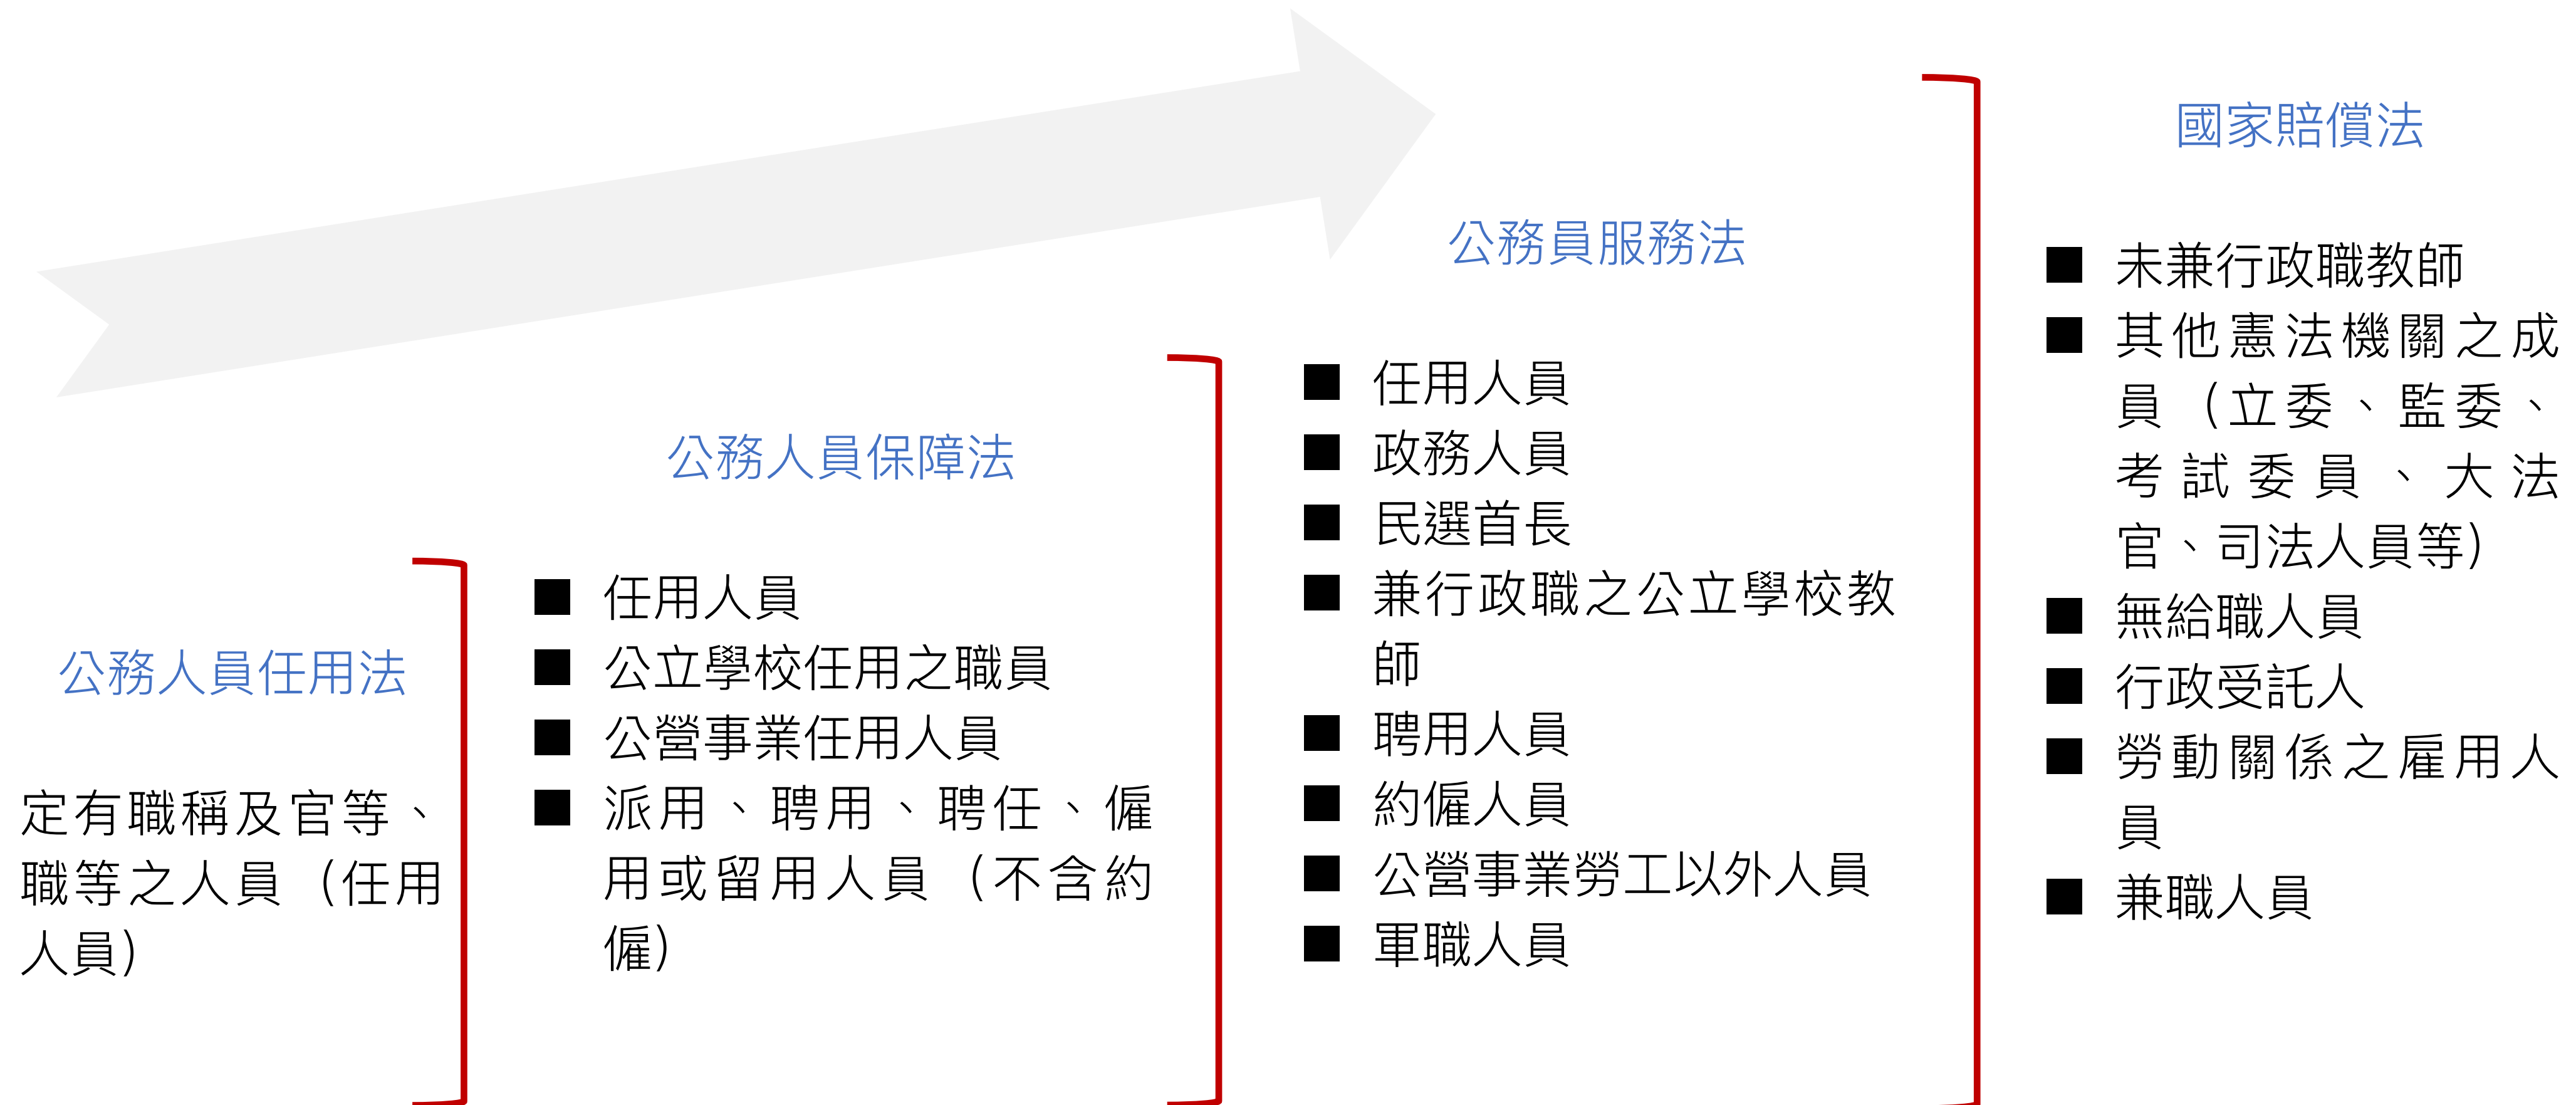 公務人員任用法
定有職稱及官等、
職等之人員（任用
人員）
公務人員保障法
■ 任用人員
■ 公立學校任用之職員
■ 公營事業任用人員
■ 派用、聘用、聘任、僱
用或留用人員（不含約
僱）
公務員服務法
■ 任用人員
■ 政務人員
■ 民選首長
■ 兼行政職之公立學校教
師
■ 聘用人員
■ 約僱人員
■ 公營事業勞工以外人員
■ 軍職人員
國家賠償法
■ 未兼行政職教師
■ 其他憲法機關之成
員（立委、監委、
考試委員、大法
官、司法人員等）
■ 無給職人員
■ 行政受託人
■ 勞動關係之雇用人
員
■ 兼職人員